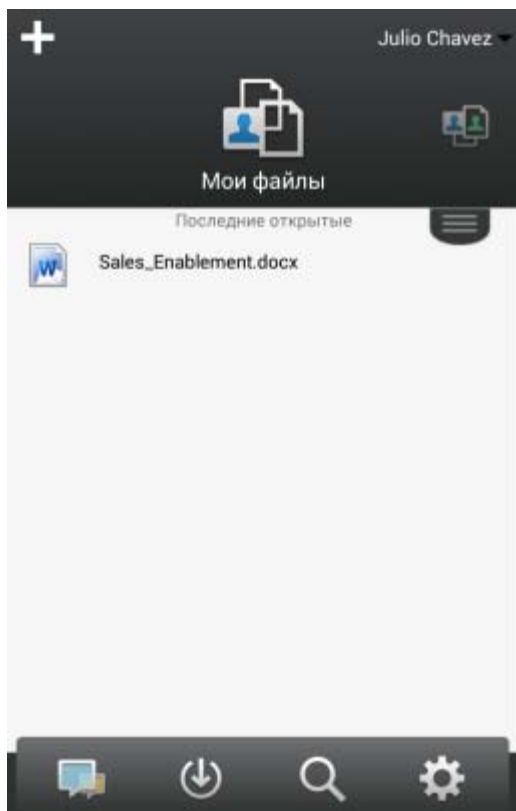 Julio Chavez
Мои файлы
Последние открытые
Sales_Enablement.docx